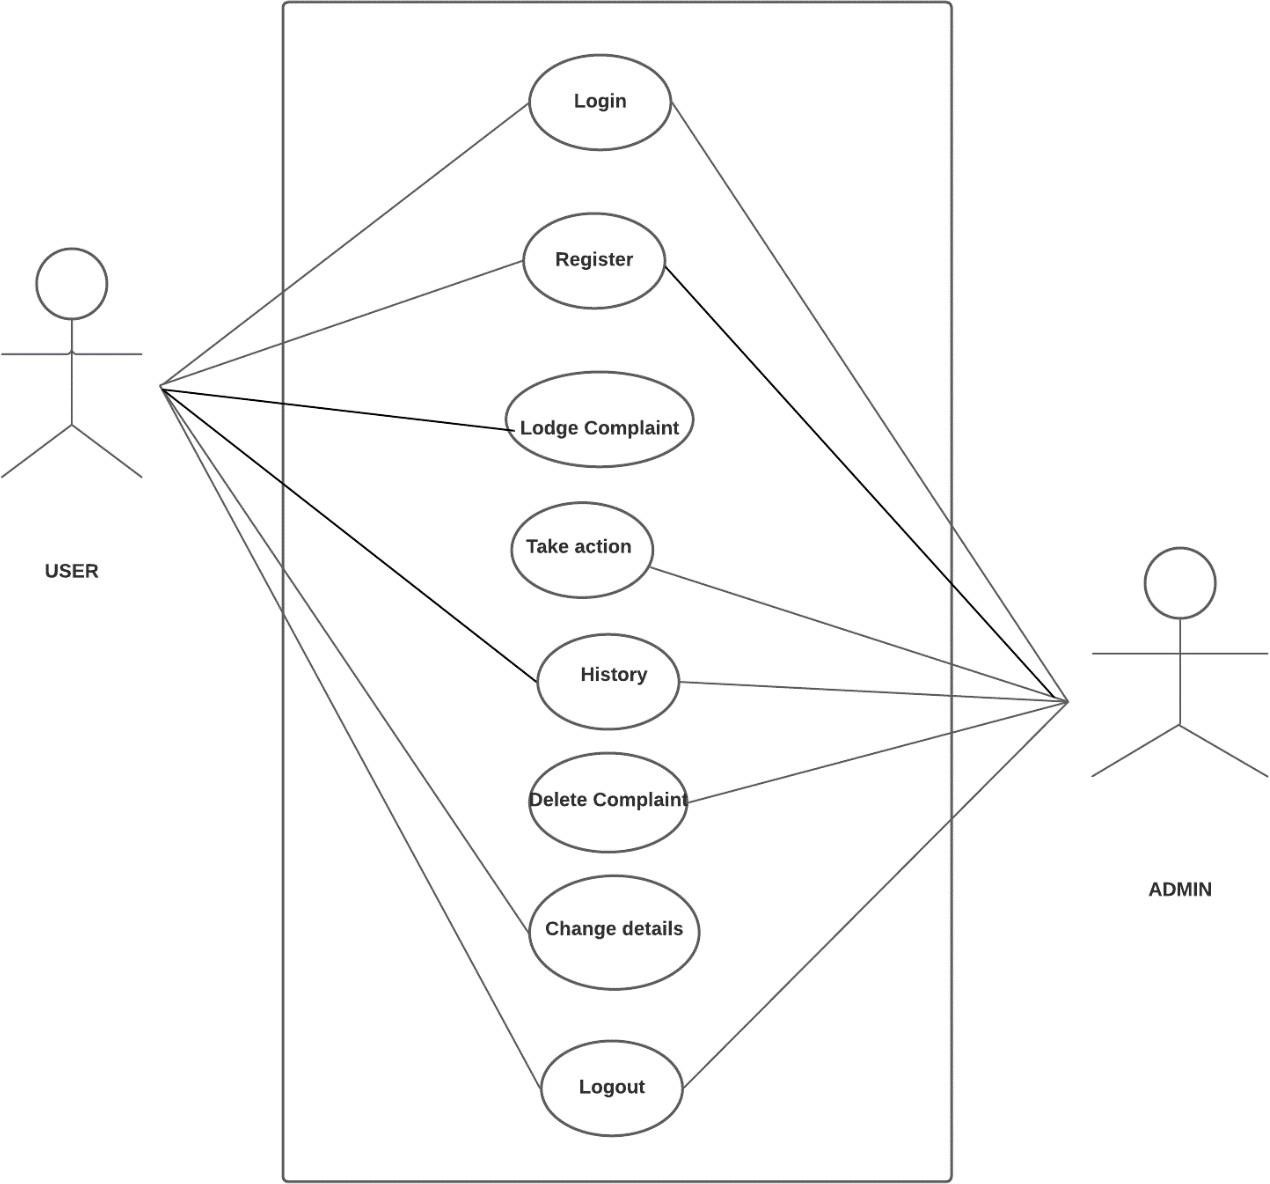 Login
Register
Lodge Complaint
Take action
USER
History
Delete Complaint
ADMIN
Change details
Logout